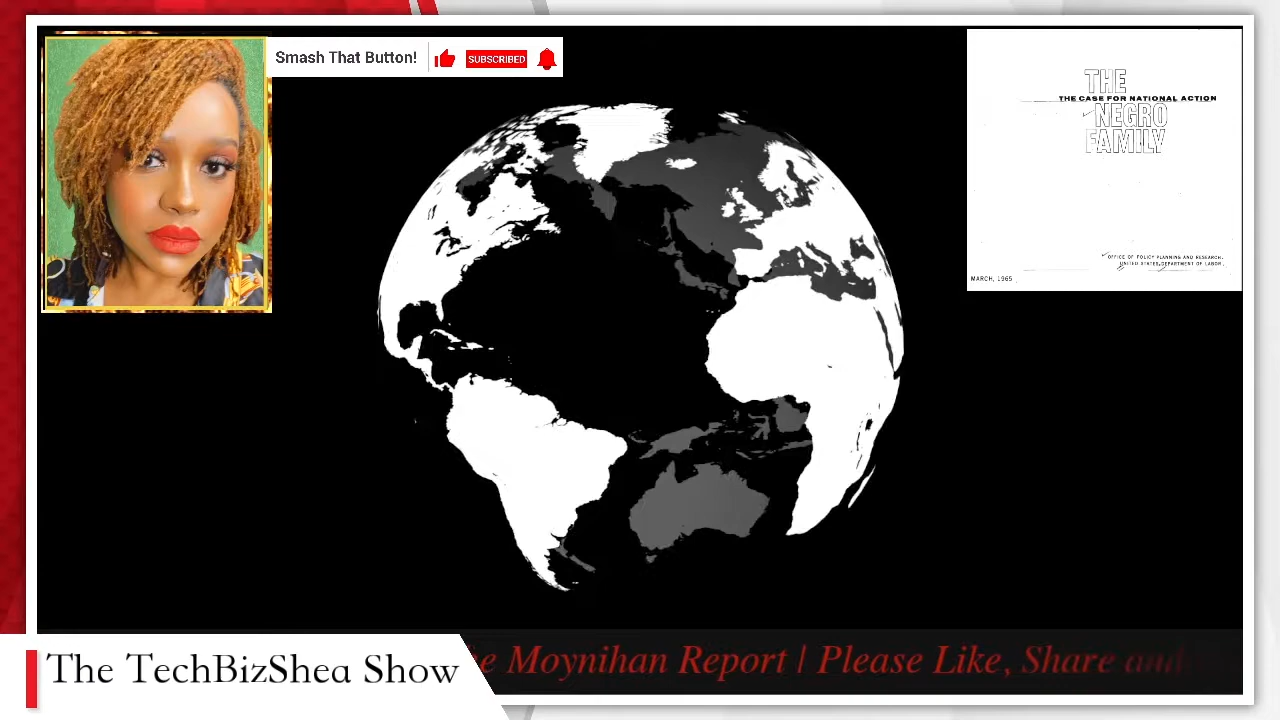 Smash That Button!
SUBSCRIBED
THE
THE CASE FOR NATIONAL ACTION
NEGRO
FAMILY
OFFICE OF POLICY PLANNING AND RESEARCH
UNITED STATES DEPARTMENT OF LABOR
MARCH, 1965
The TechBizShea Show
Moynihan Report | Please Like, Share and